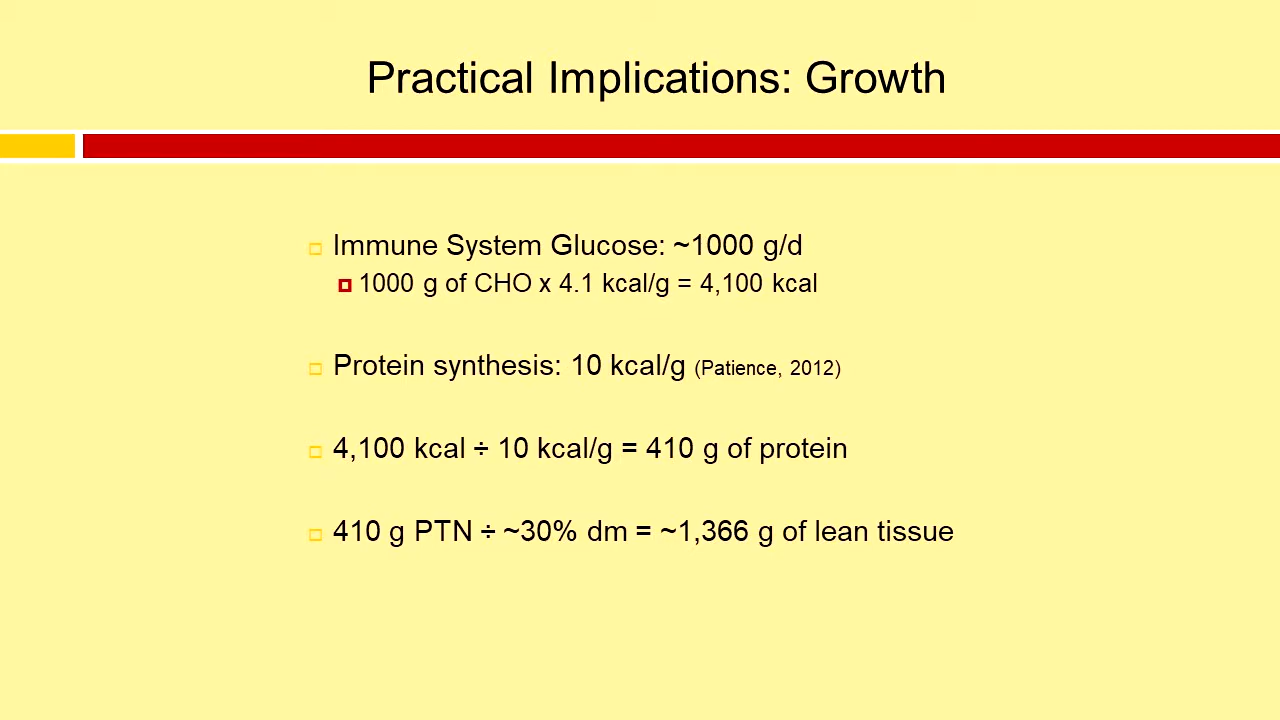 Practical Implications: Growth
Immune System Glucose: ~1000 g/d
1000 g of CHO x 4.1 kcal/g = 4,100 kcal
Protein synthesis: 10 kcal/g (Patience, 2012)
4,100 kcal ÷ 10 kcal/g = 410 g of protein
410 g PTN ÷ ~30% dm = ~1,366 g of lean tissue